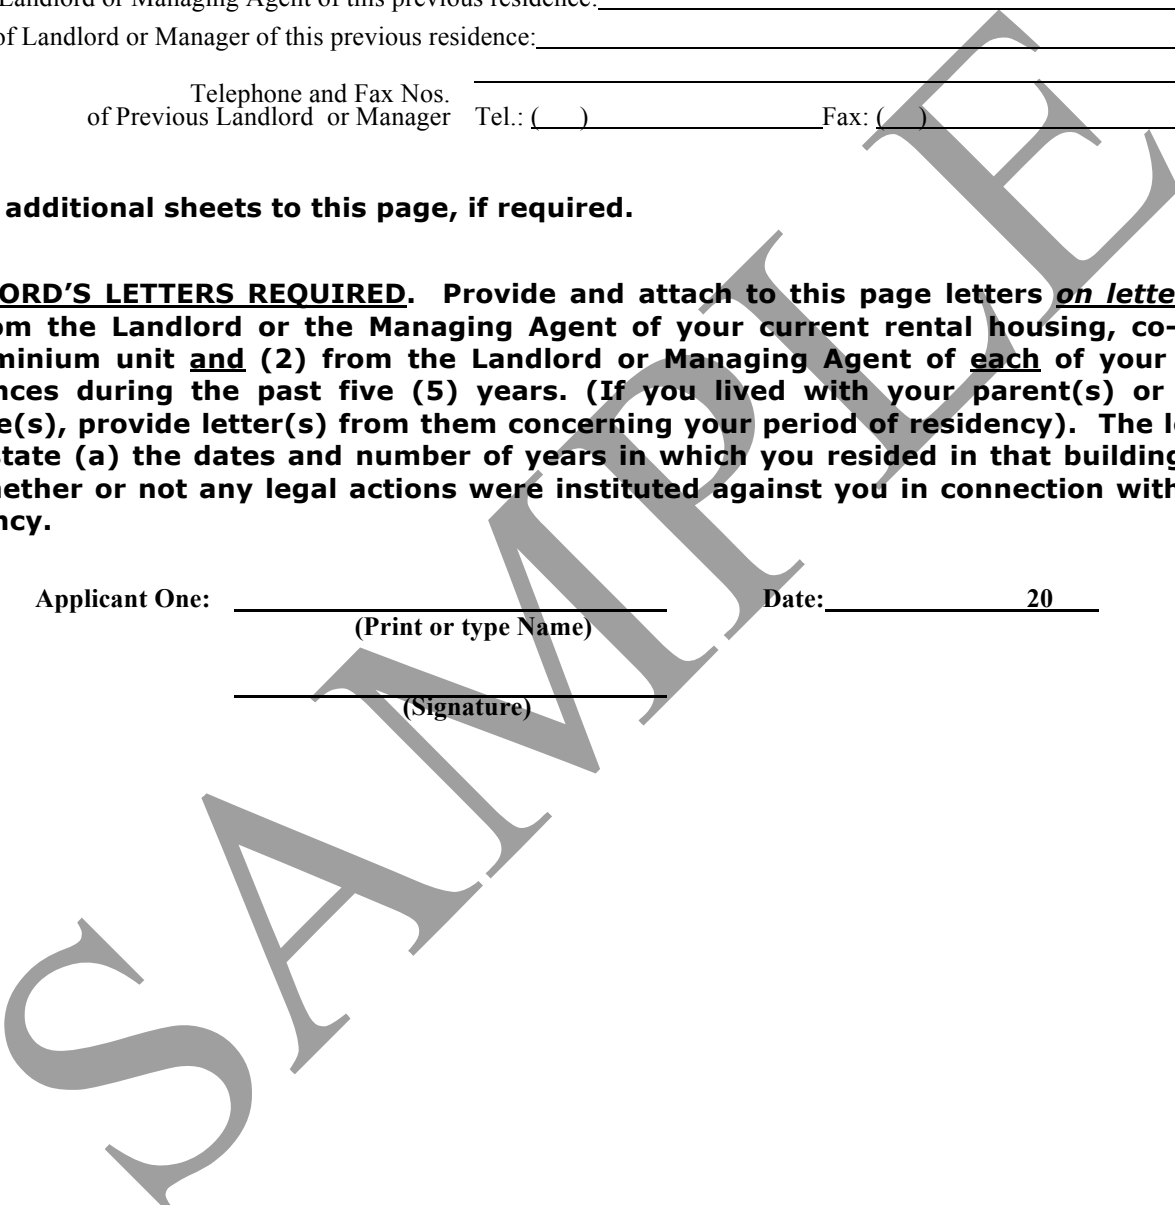 Landlord or Managing Agent of this previous residence:
of Landlord or Manager of this previous residence:
Telephone and Fax Nos.
of Previous Landlord or Manager Tel.: ( ) Fax: ( )
additional sheets to this page, if required.
ORD'S LETTERS REQUIRED. Provide and attach to this page letters on lette
om the Landlord or the Managing Agent of your current rental housing, co-
minium unit and (2) from the Landlord or Managing Agent of each of your
nces during the past five (5) years. (If you lived with your parent(s) or
e(s), provide letter(s) from them concerning your period of residency). The l
state (a) the dates and number of years in which you resided in that building
hether or not any legal actions were instituted against you in connection with
ncy.
Applicant One: Date: 20
(Print or type Name)
(Signature)
SAMPLE